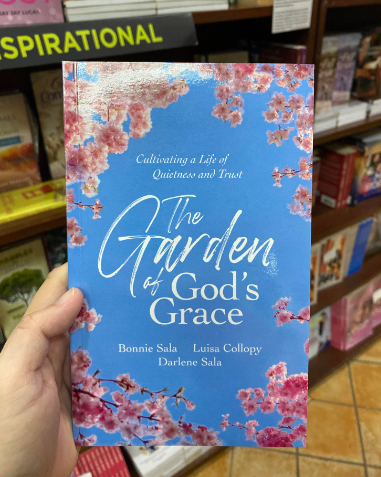 SPIRATIONAL
Cultivating a Life of
Quietness and Trust
The
Garden
of God's
Grace
Bonnie Sala Luisa Collopy
Darlene Sala